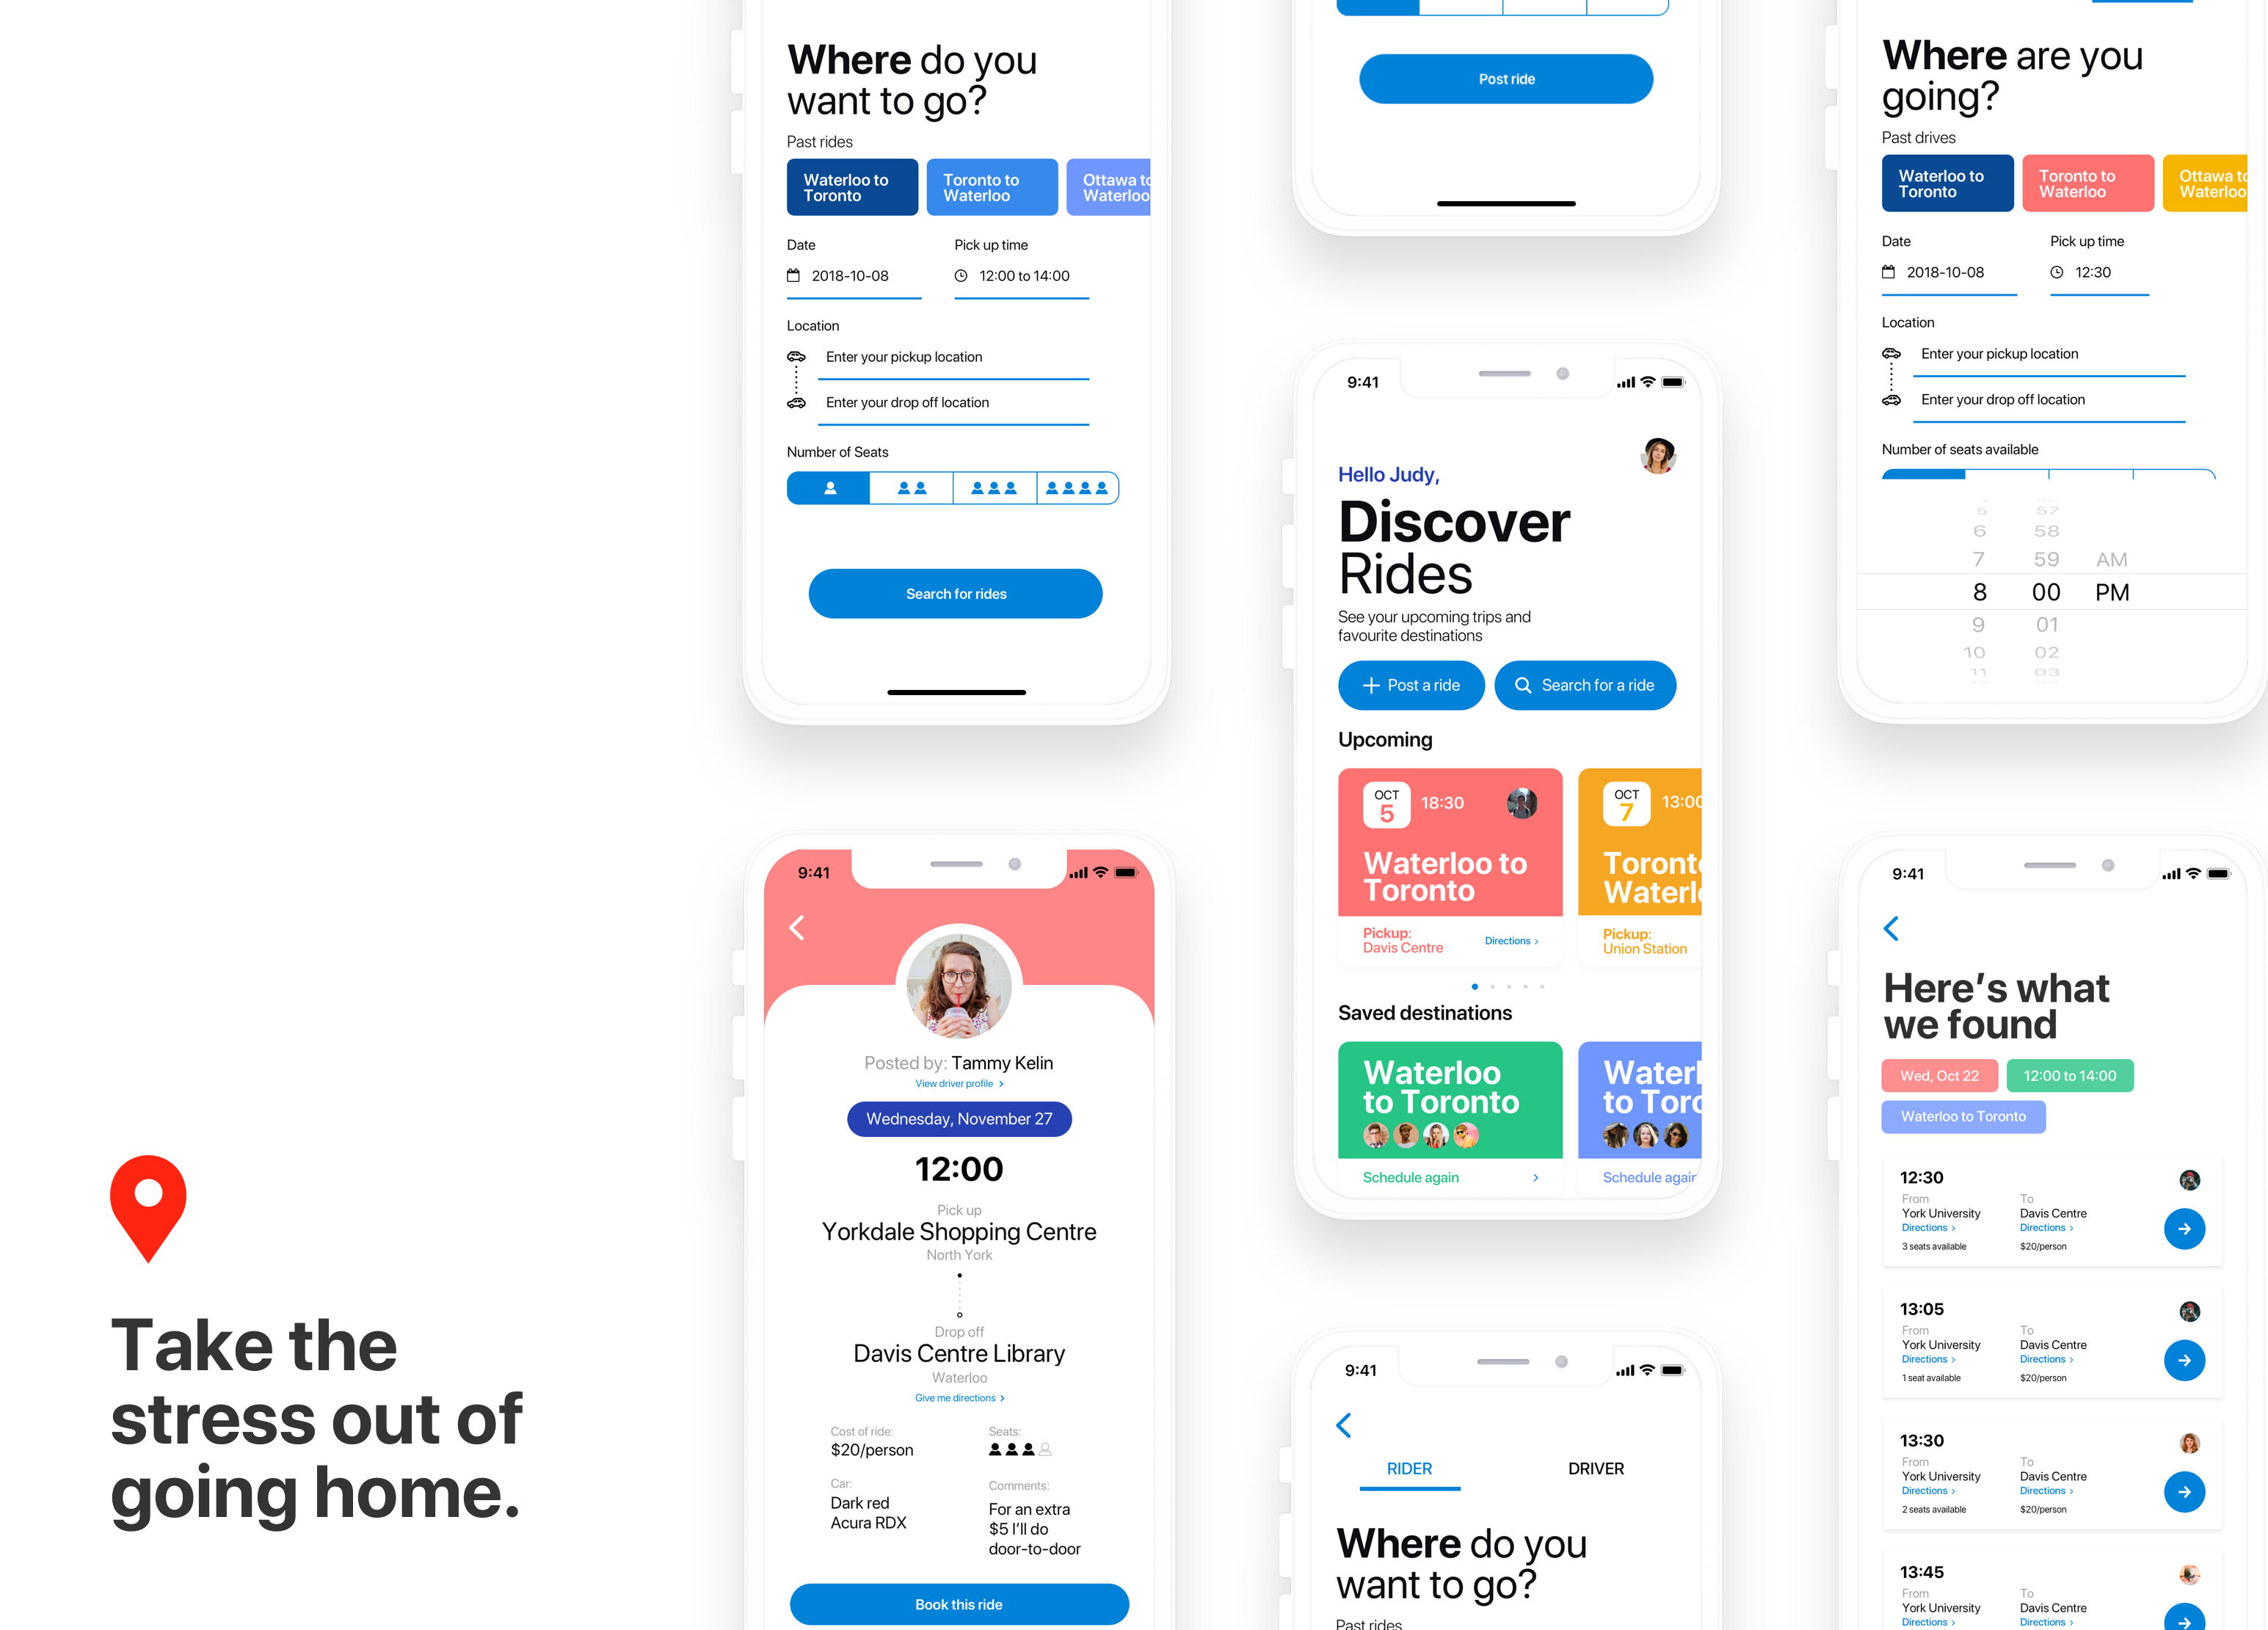 Take the
stress out of
going home.
Where do you
want to go?
Past rides
Waterloo to
Toronto
Toronto to
Waterloo
Ottawa to
Waterloo
Date
Pick up time
2018-10-08
12:00 to 14:00
Location
Enter your pickup location
Enter your drop off location
Number of Seats
Search for rides
9:41
Posted by: Tammy Kelin
View driver profile >
Wednesday, November 27
12:00
Pick up
Yorkdale Shopping Centre
North York
Drop off
Davis Centre Library
Waterloo
Give me directions >
Cost of ride:
$20/person
Seats:
Car:
Dark red
Acura RDX
Comments:
For an extra
$5 I'll do
door-to-door
Book this ride
Post ride
9:41
Hello Judy,
Discover
Rides
See your upcoming trips and
favourite destinations
Post a ride
Search for a ride
Upcoming
OCT
5
18:30
Waterloo to
Toronto
Pickup:
Davis Centre
Directions >
OCT
7
13:00
Toronto
Waterl
Pickup:
Union Station
Saved destinations
Waterloo
to Toronto
Schedule again
Waterl
to Toro
Schedule again
9:41
RIDER
DRIVER
Where do you
want to go?
Past rides
Where are you
going?
Past drives
Waterloo to
Toronto
Toronto to
Waterloo
Ottawa to
Waterloo
Date
Pick up time
2018-10-08
12:30
Location
Enter your pickup location
Enter your drop off location
Number of seats available
5 57
6 58
7 59 AM
8 00 PM
9 01
10 02
11 03
9:41
Here's what
we found
Wed, Oct 22
12:00 to 14:00
Waterloo to Toronto
12:30
From
To
York University
Davis Centre
Directions >
Directions >
3 seats available
$20/person
13:05
From
To
York University
Davis Centre
Directions >
Directions >
1 seat available
$20/person
13:30
From
To
York University
Davis Centre
Directions >
Directions >
2 seats available
$20/person
13:45
From
To
York University
Davis Centre
Directions >
Directions >